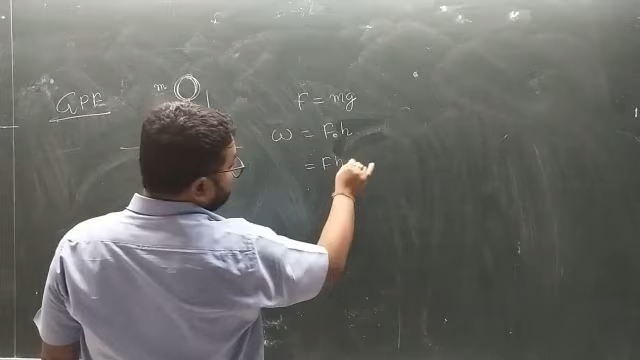 GPE
m
F = mg
W = F.h
= Fh